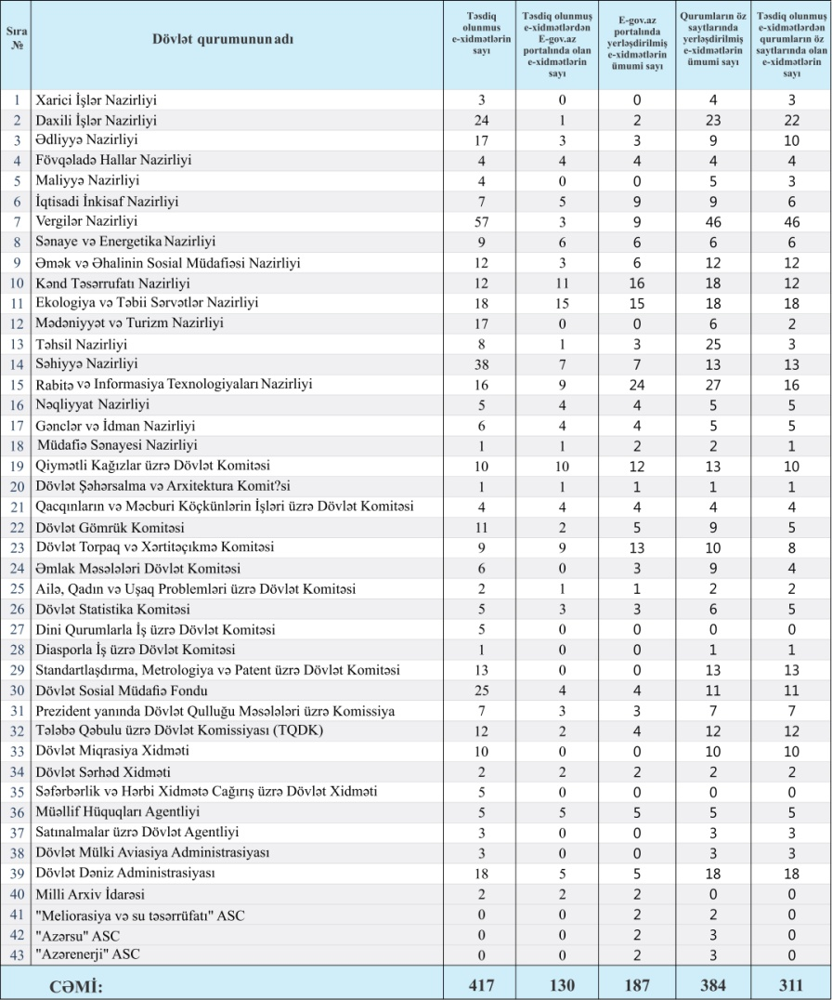 Sıra № Dövlət qurumunun adı Təsdiq olunmus e-xidmətlərin sayı Təsdiq olunmuş e-xidmətlərdən E-gov.az portalında olan e-xidmətlərin sayı E-gov.az portalında yerləşdirilmiş e-xidmətlərin ümumi sayı Qurumların öz saytlarında yerləşdirilmiş e-xidmətlərin ümumi sayı Təsdiq olunmuş e-xidmətlərdən qurumların öz saytlarında olan e-xidmətlərin sayı
1 Xarici İşlər Nazirliyi 3 0 0 4 3
2 Daxili İşlər Nazirliyi 24 1 2 23 22
3 Ədliyyə Nazirliyi 17 3 3 9 10
4 Fövqəladə Hallar Nazirliyi 4 4 4 4 4
5 Maliyyə Nazirliyi 4 0 0 5 3
6 İqtisadi İnkisaf Nazirliyi 7 5 9 9 6
7 Vergilər Nazirliyi 57 3 9 46 46
8 Sənaye və Energetika Nazirliyi 9 6 6 6 6
9 Əmək və Əhalinin Sosial Müdafiəsi Nazirliyi 12 3 6 12 12
10 Kənd Təsərrufatı Nazirliyi 12 11 16 18 12
11 Ekologiya və Təbii Sərvətlər Nazirliyi 18 15 15 18 18
12 Mədəniyyət və Turizm Nazirliyi 17 0 0 6 2
13 Təhsil Nazirliyi 8 1 3 25 3
14 Səhiyyə Nazirliyi 38 7 7 13 13
15 Rabitə və Informasiya Texnologiyaları Nazirliyi 16 9 24 27 16
16 Nəqliyyat Nazirliyi 5 4 4 5 5
17 Gənclər və İdman Nazirliyi 6 4 4 5 5
18 Müdafiə Sənayesi Nazirliyi 1 1 2 2 1
19 Qiymətli Kağızlar üzrə Dövlət Komitəsi 10 10 12 13 10
20 Dövlət Şəhərsalma və Arxitektura Komit?si 1 1 1 1 1
21 Qacqınların və Məcburi Köçkünlərin İşləri üzrə Dövlət Komitəsi 4 4 4 4 4
22 Dövlət Gömrük Komitəsi 11 2 5 9 5
23 Dövlət Torpaq və Xərtitəçıkmə Komitəsi 9 9 13 10 8
24 Əmlak Məsələləri Dövlət Komitəsi 6 0 3 9 4
25 Ailə, Qadın və Uşaq Problemləri üzrə Dövlət Komitəsi 2 1 1 2 2
26 Dövlət Statistika Komitəsi 5 3 3 6 5
27 Dini Qurumlarla İş üzrə Dövlət Komitəsi 5 0 0 0 0
28 Diasporla İş üzrə Dövlət Komitəsi 1 0 0 1 1
29 Standartlaşdırma, Metrologiya və Patent üzrə Dövlət Komitəsi 13 0 0 13 13
30 Dövlət Sosial Müdafiə Fondu 25 4 4 11 11
31 Prezident yanında Dövlət Qulluğu Məsələləri üzrə Komissiya 7 3 3 7 7
32 Tələbə Qəbulu üzrə Dövlət Komissiyası (TQDK) 12 2 4 12 12
33 Dövlət Miqrasiya Xidməti 10 0 0 10 10
34 Dövlət Sərhəd Xidməti 2 2 2 2 2
35 Səfərbərlik və Hərbi Xidmətə Cağırış üzrə Dövlət Xidməti 5 0 0 0 0
36 Müəllif Hüquqları Agentliyi 5 5 5 5 5
37 Satınalmalar üzrə Dövlət Agentliyi 3 0 0 3 3
38 Dövlət Mülki Aviasiya Administrasiyası 3 0 0 3 3
39 Dövlət Dəniz Administrasiyası 18 5 5 18 18
40 Milli Arxiv İdarəsi 2 2 2 0 0
41 "Meliorasiya və su təsərrüfatı" ASC 0 0 2 2 0
42 "Azərsu" ASC 0 0 2 3 0
43 "Azərenerji" ASC 0 0 2 3 0
CƏMİ: 417 130 187 384 311